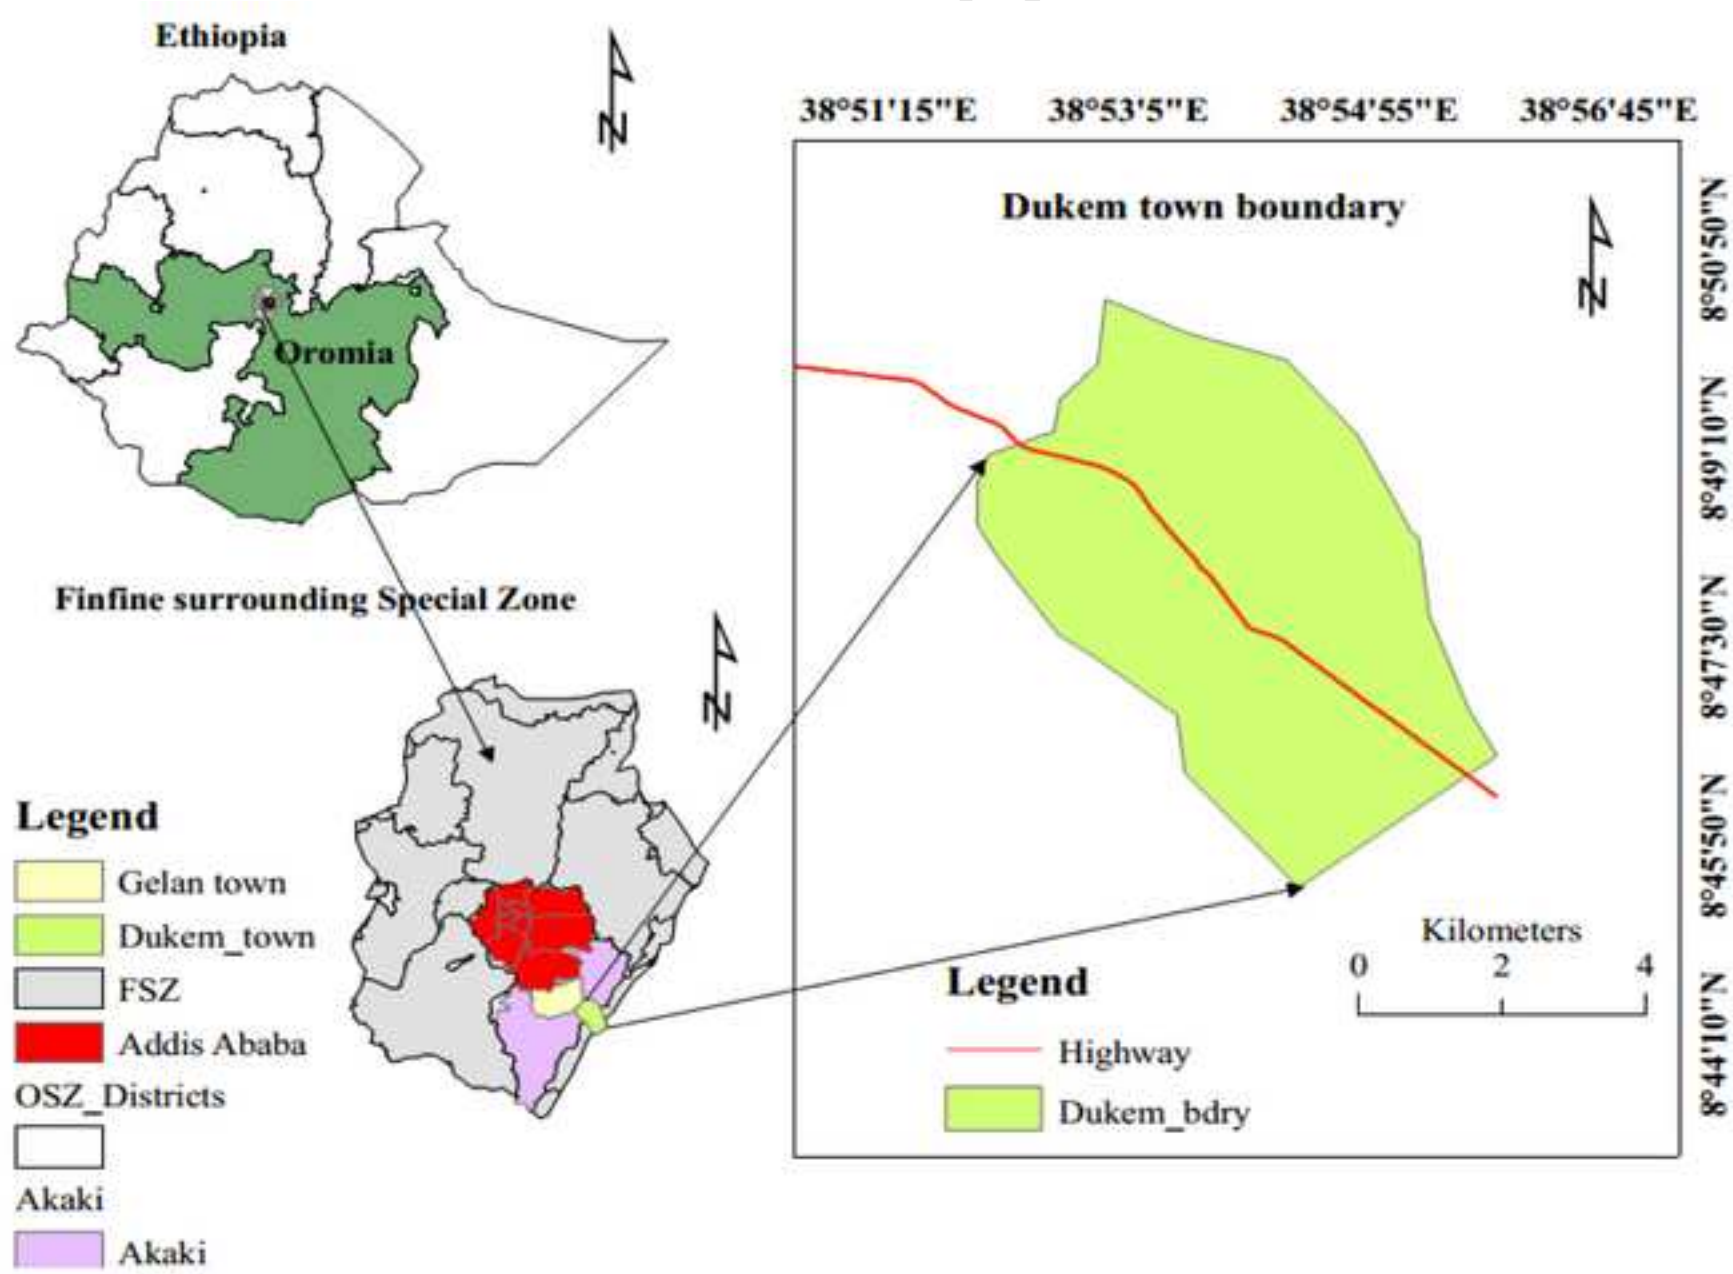 Ethiopia
N
Oromia
Finfine surrounding Special Zone
N
Legend
Gelan town
Dukem_town
FSZ
Addis Ababa
OSZ_Districts
Akaki
Akaki
38°51'15"E 38°53'5"E 38°54'55"E 38°56'45"E
Dukem town boundary
N
8°50'50"N
8°49'10"N
8°47'30"N
8°45'50"N
8°44'10"N
Kilometers
0 2 4
Legend
Highway
Dukem_bdry